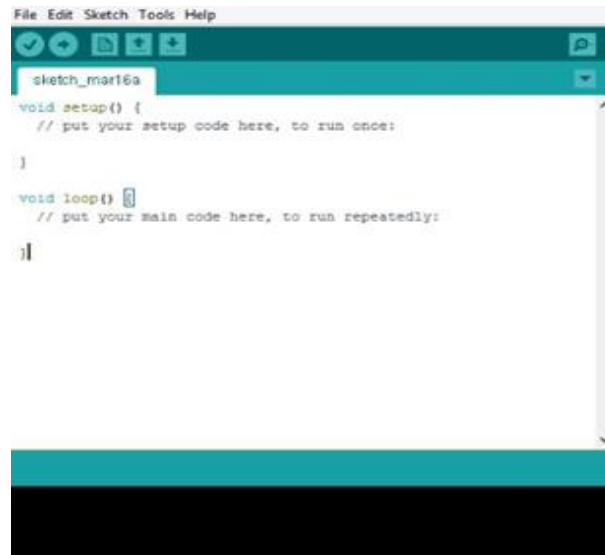 File Edit Sketch Tools Help
sketch_mar16a
void setup() {
  // put your setup code here, to run once:
}
void loop() {
  // put your main code here, to run repeatedly:
}